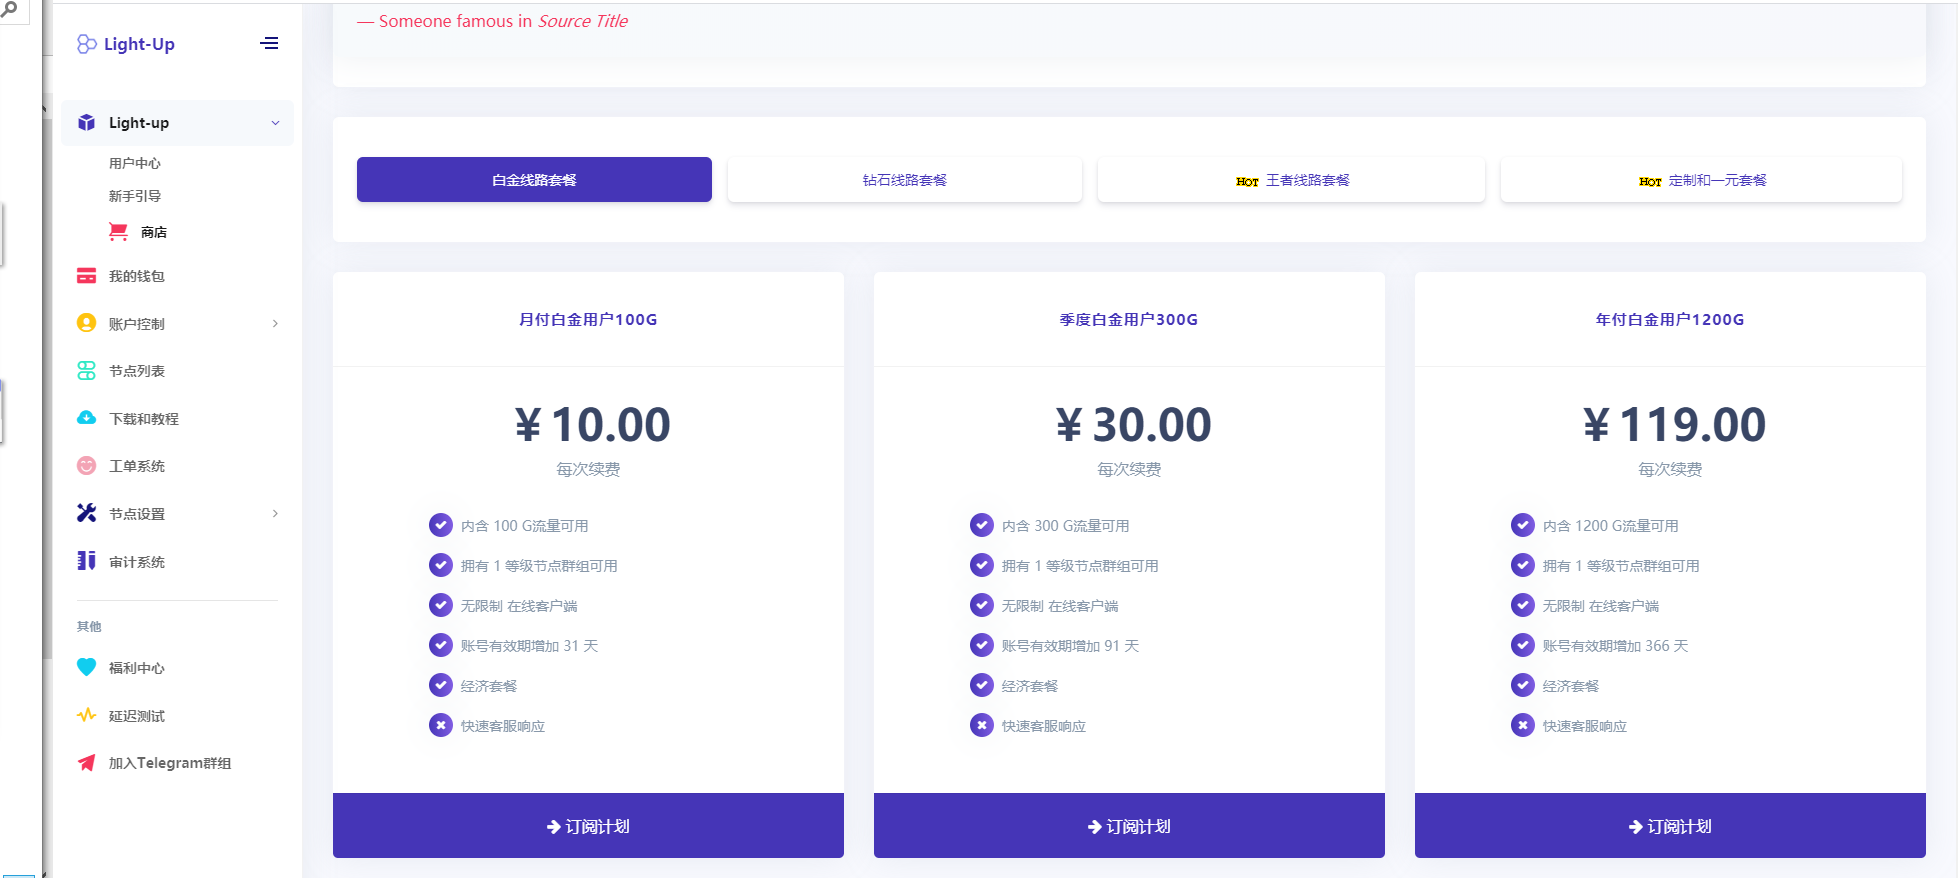 Light-Up
Light-up
用户中心
新手引导
商店
我的钱包
账户控制
节点列表
下载和教程
工单系统
节点设置
审计系统
其他
福利中心
延迟测试
加入Telegram群组
— Someone famous in Source Title
白金线路套餐
钻石线路套餐
HOT 王者线路套餐
HOT 定制和一元套餐
月付白金用户100G
¥ 10.00
每次续费
内含 100 G流量可用
拥有 1 等级节点群组可用
无限制 在线客户端
账号有效期增加 31 天
经济套餐
快速客服响应
订阅计划
季度白金用户300G
¥ 30.00
每次续费
内含 300 G流量可用
拥有 1 等级节点群组可用
无限制 在线客户端
账号有效期增加 91 天
经济套餐
快速客服响应
订阅计划
年付白金用户1200G
¥ 119.00
每次续费
内含 1200 G流量可用
拥有 1 等级节点群组可用
无限制 在线客户端
账号有效期增加 366 天
经济套餐
快速客服响应
订阅计划